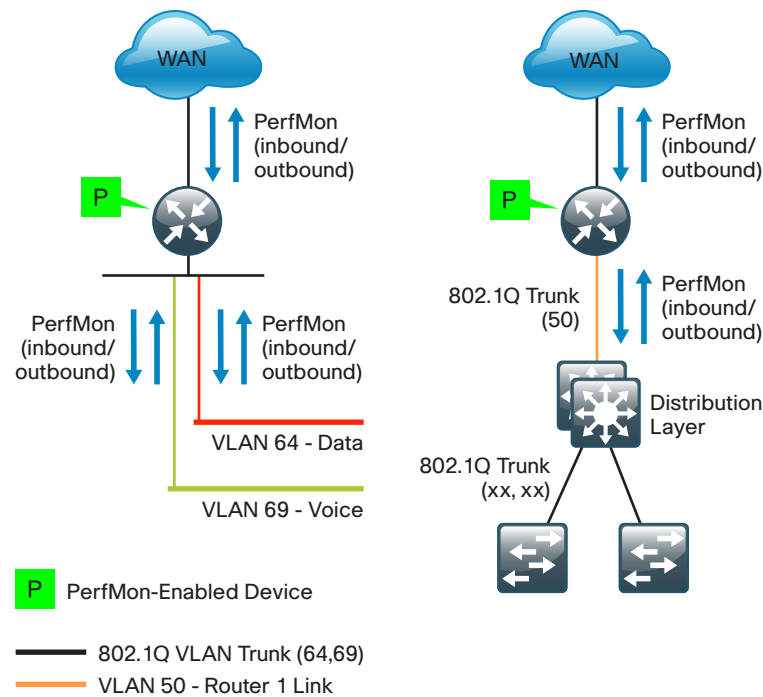 WAN
PerfMon
(inbound/
outbound)
P
PerfMon
(inbound/
outbound)
PerfMon
(inbound/
outbound)
VLAN 64 - Data
VLAN 69 - Voice
WAN
PerfMon
(inbound/
outbound)
P
802.1Q Trunk
(50)
PerfMon
(inbound/
outbound)
Distribution
Layer
802.1Q Trunk
(xx, xx)
P
PerfMon-Enabled Device
802.1Q VLAN Trunk (64,69)
VLAN 50 - Router 1 Link